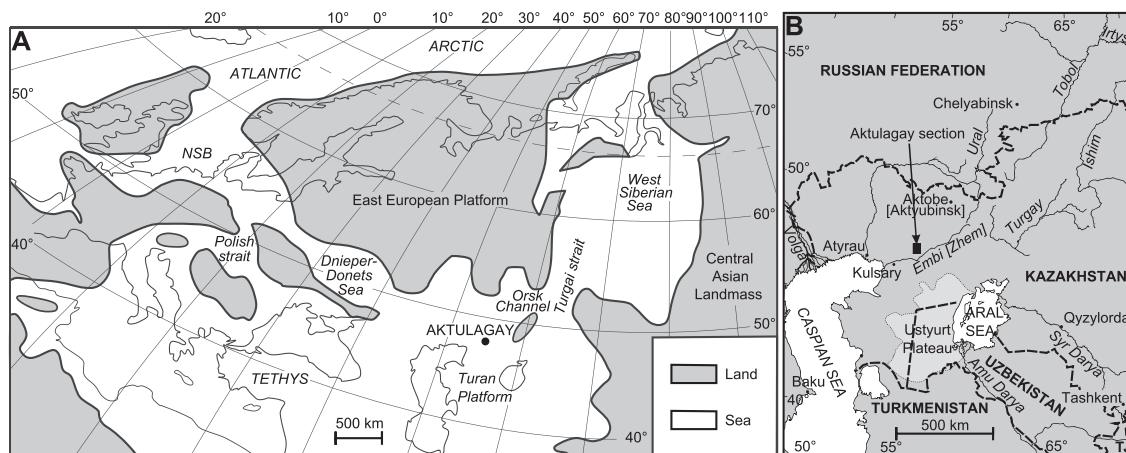 A
20°
10°
0°
10°
20°
30°
40°
50°
60°
70°
80°
90°
100°
110°
ARCTIC
ATLANTIC
50°
70°
NSB
West
Siberian
Sea
East European Platform
60°
40°
Polish
strait
Dnieper-
Donets
Sea
Turgai strait
Central
Asian
Landmass
Orsk
Channel
50°
AKTULAGAY
TETHYS
Turan
Platform
Land
Sea
500 km
40°
B
55°
65°
Irtys
55°
RUSSIAN FEDERATION
Tobol
Chelyabinsk
Aktulagay section
Ural
Ishim
50°
Aktobe
[Aktyubinsk]
Turgay
Volga
Atyrau
Embi [Zhem]
Kulsary
KAZAKHSTAN
CASPIAN SEA
ARAL
SEA
Qyzylorda
Ustyurt
Plateau
Syr Darya
UZBEKISTAN
Amu Darya
Baku
40°
Tashkent
TURKMENISTAN
500 km
50°
55°
65°